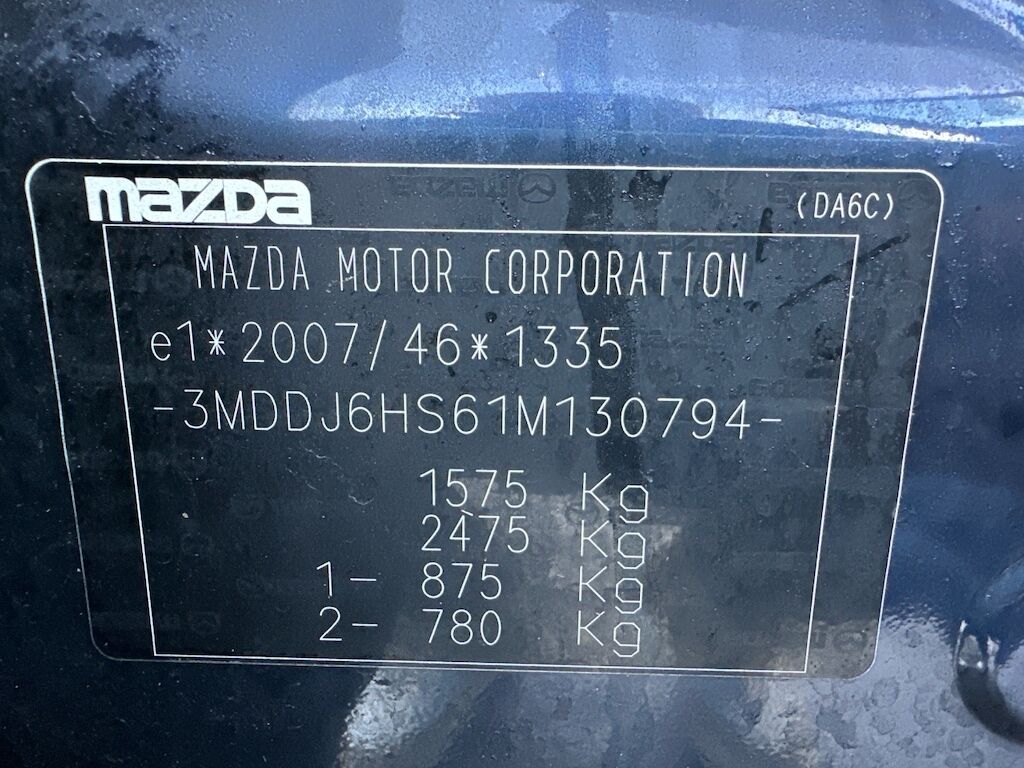 mazda
(DA6C)
MAZDA MOTOR CORPORATION
e1*2007/46*1335
-3MDDJ6HS61M130794-
1575 Kg
2475 Kg
1- 875 Kg
2- 780 Kg